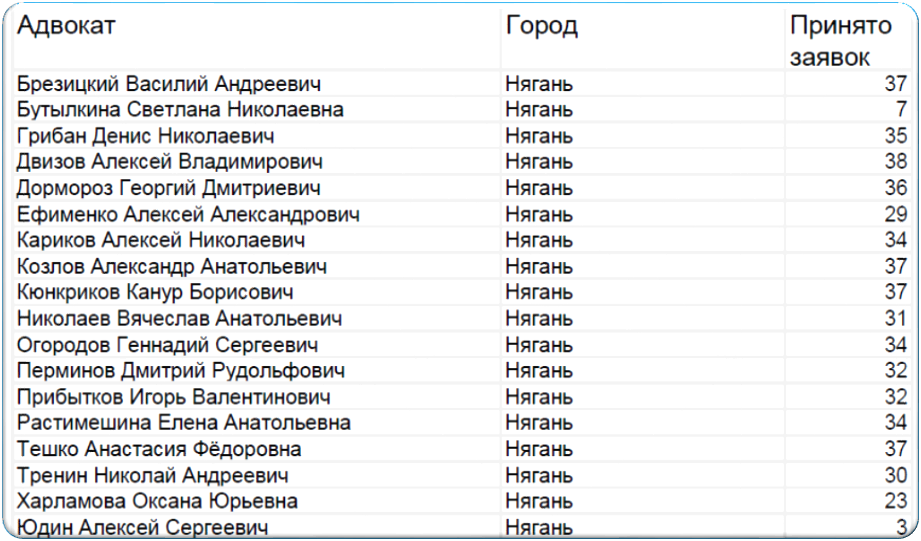 Адвокат Город Принято
заявок
Брезицкий Василий Андреевич Нягань 37
Бутылкина Светлана Николаевна Нягань 7
Грибан Денис Николаевич Нягань 35
Двизов Алексей Владимирович Нягань 38
Дормороз Георгий Дмитриевич Нягань 36
Ефименко Алексей Александрович Нягань 29
Кариков Алексей Николаевич Нягань 34
Козлов Александр Анатольевич Нягань 37
Кюнкриков Канур Борисович Нягань 37
Николаев Вячеслав Анатольевич Нягань 31
Огородов Геннадий Сергеевич Нягань 34
Перминов Дмитрий Рудольфович Нягань 32
Прибытков Игорь Валентинович Нягань 32
Растимешина Елена Анатольевна Нягань 34
Тешко Анастасия Фёдоровна Нягань 37
Тренин Николай Андреевич Нягань 30
Харламова Оксана Юрьевна Нягань 23
Юдин Алексей Сергеевич Нягань 3